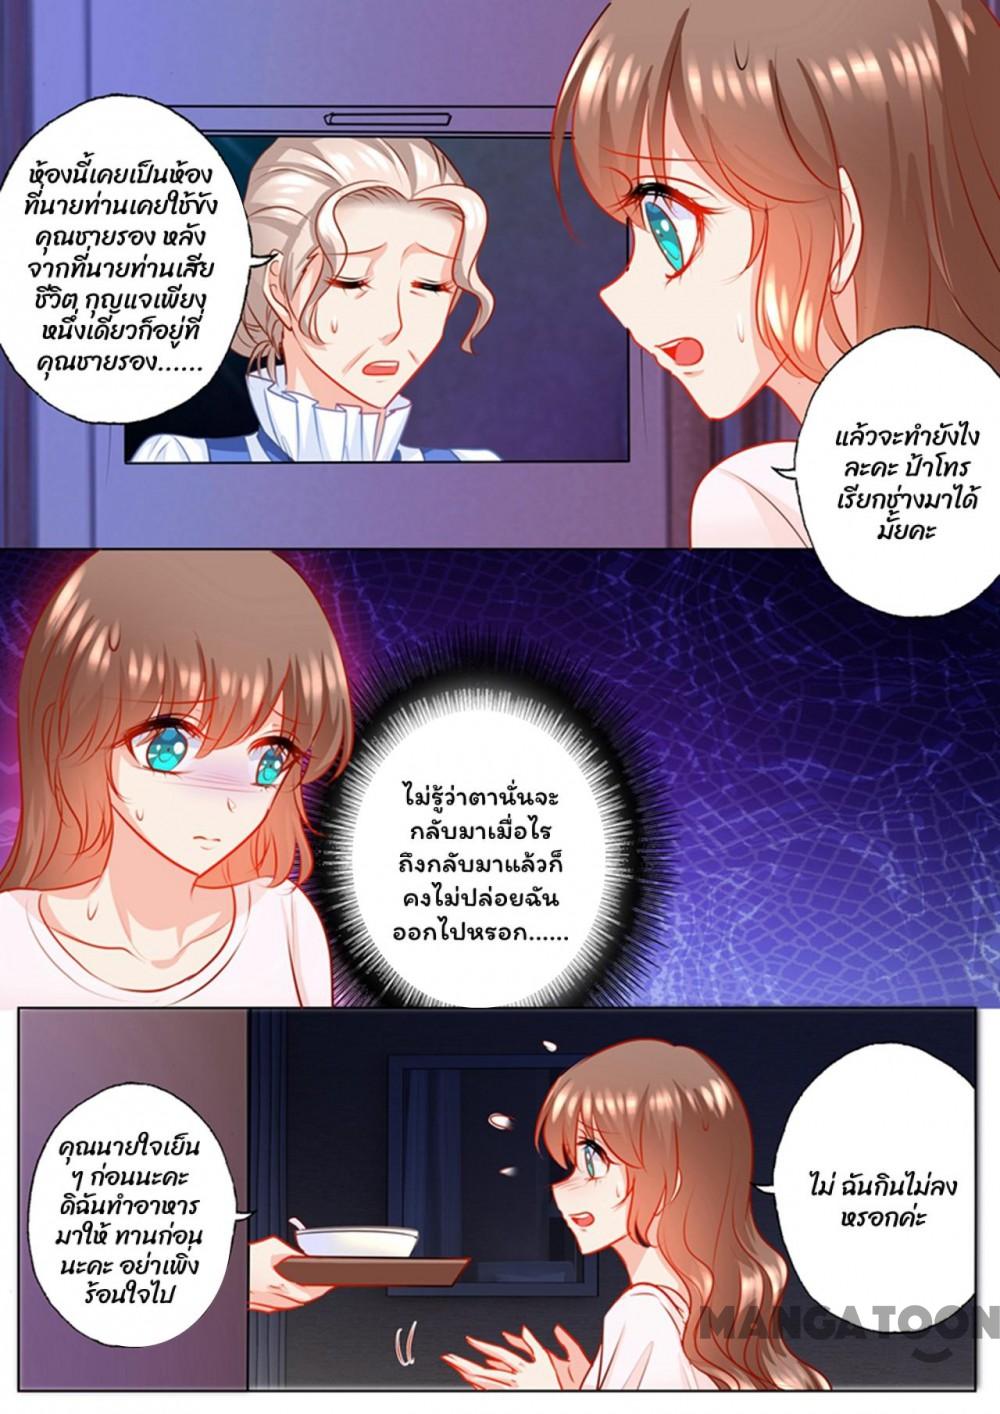 ห้องนี้เคยเป็นห้อง
ที่นายท่านเคยใช้ขัง
คุณชายรอง หลัง
จากที่นายท่านเสีย
ชีวิต กุญแจเพียง
หนึ่งเดียวก็อยู่ที่
คุณชายรอง......
แล้วจะทำยังไง
ละคะ ป้าโทร
เรียกช่างมาได้
มั้ยคะ
ไม่รู้ว่าตานั่นจะ
กลับมาเมื่อไร
ถึงกลับมาแล้วก็
คงไม่ปล่อยฉัน
ออกไปหรอก......
คุณนายใจเย็น
ๆ ก่อนนะคะ
ดิฉันทำอาหาร
มาให้ ทานก่อน
นะคะ อย่าเพิ่ง
ร้อนใจไป
ไม่ ฉันกินไม่ลง
หรอกค่ะ
MANGATOON